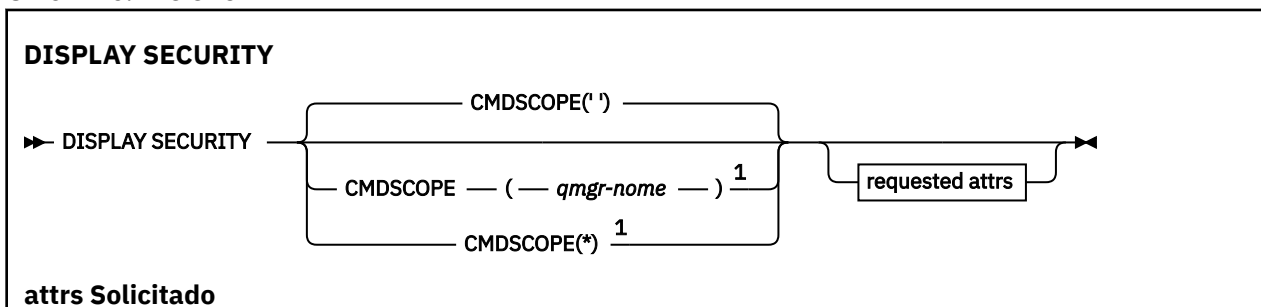 DISPLAY SECURITY
CMDSCOPE(' ')
DISPLAY SECURITY
CMDSCOPE ( qmgr-nome ) 1
requested attrs
CMDSCOPE(*) 1
attrs Solicitado